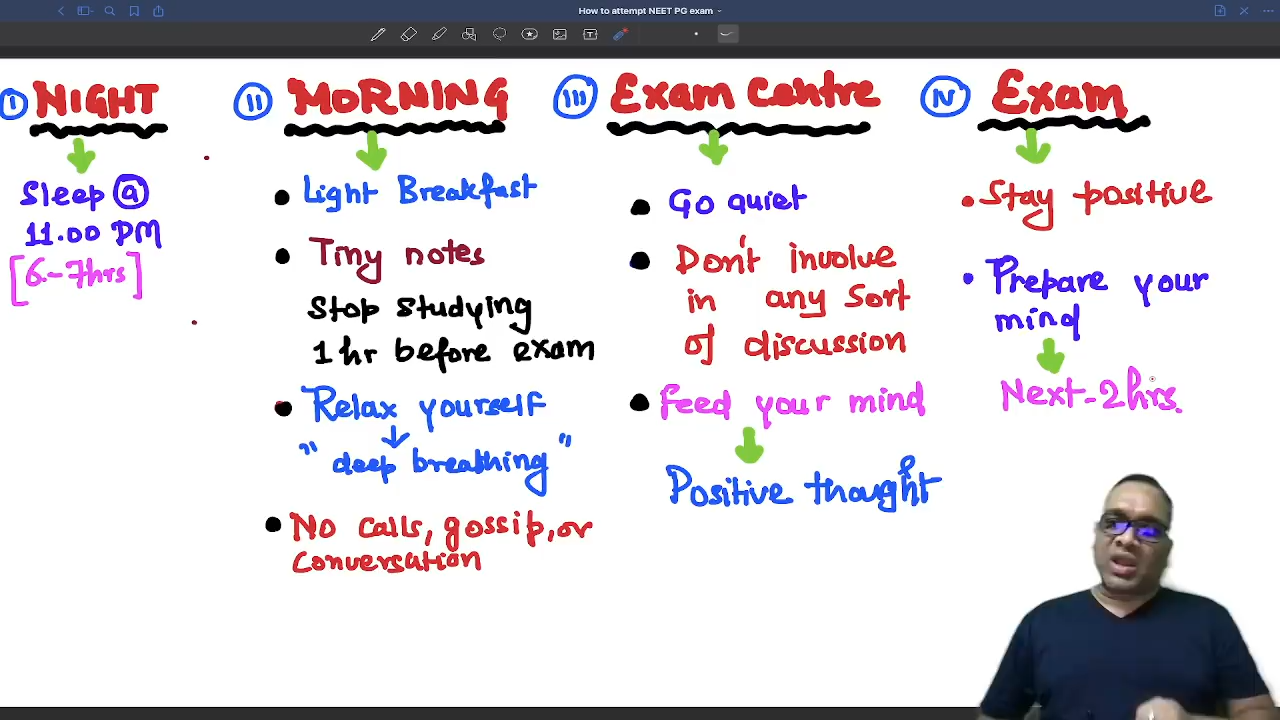 How to attempt NEET PG exam
I NIGHT
Sleep @
11.00 PM
[6-7hrs]
II MORNING
Light Breakfast
Tiny notes
Stop studying
1 hr before exam
Relax yourself
"deep breathing"
No calls, gossip, or
conversation
III Exam centre
Go quiet
Don't involve
in any sort
of discussion
Feed your mind
Positive thought
IV Exam
Stay positive
Prepare your
mind
Next-2hrs.